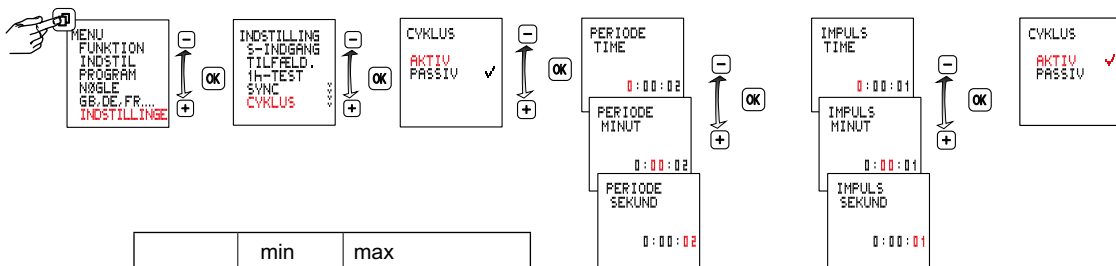 MENU
FUNKTION
INDSTIL
PROGRAM
NØGLE
GB,DE,FR....
INDSTILLINGE
-
OK
+
INDSTILLING
S-INDGANG
TILFÆLD.
1h-TEST
SYNC
CYKLUS
-
OK
+
CYKLUS
AKTIV
PASSIV ✓
-
OK
+
PERIODE
TIME
0:00:02
PERIODE
MINUT
0:00:02
PERIODE
SEKUND
0:00:02
-
OK
+
IMPULS
TIME
0:00:01
IMPULS
MINUT
0:00:01
IMPULS
SEKUND
0:00:01
-
OK
+
CYKLUS
AKTIV ✓
PASSIV
min max